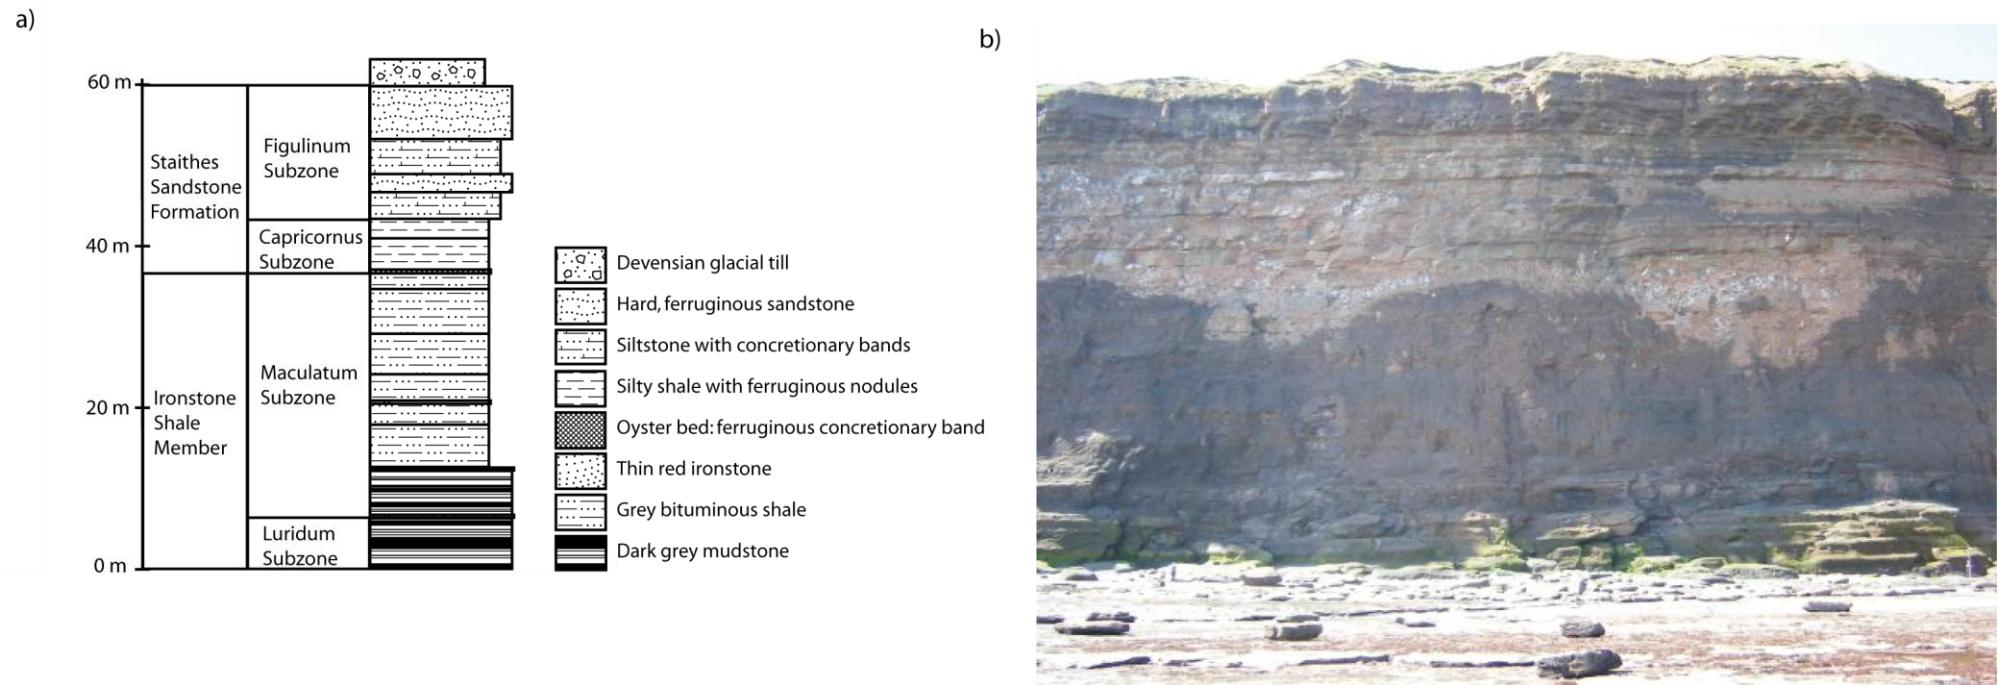 a)
60 m
40 m
20 m
0 m
Staithes
Sandstone
Formation
Ironstone
Shale
Member
Figulinum
Subzone
Capricornus
Subzone
Maculatum
Subzone
Luridum
Subzone
Devensian glacial till
Hard, ferruginous sandstone
Siltstone with concretionary bands
Silty shale with ferruginous nodules
Oyster bed: ferruginous concretionary band
Thin red ironstone
Grey bituminous shale
Dark grey mudstone
b)